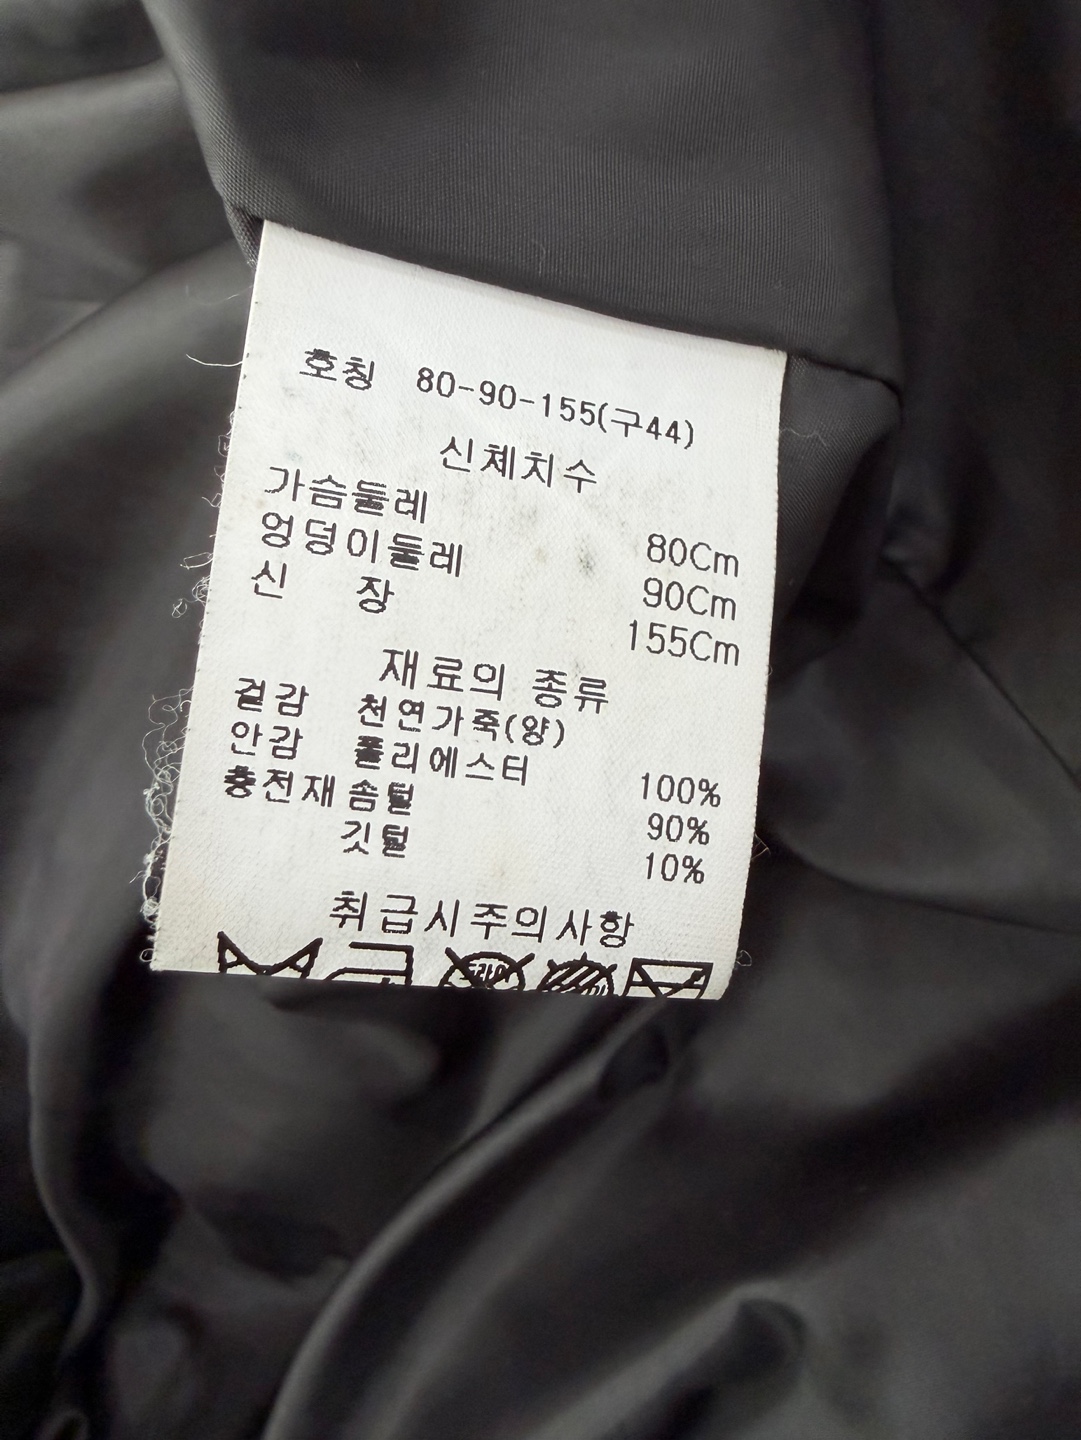 호칭 80-90-155(구44)
신체치수
가슴둘레 80Cm
엉덩이둘레 90Cm
신 장 155Cm
재료의 종류
겉감 천연가죽(양)
안감 폴리에스터 100%
충전재 솜털 90%
깃털 10%
취급시주의사항
드라이